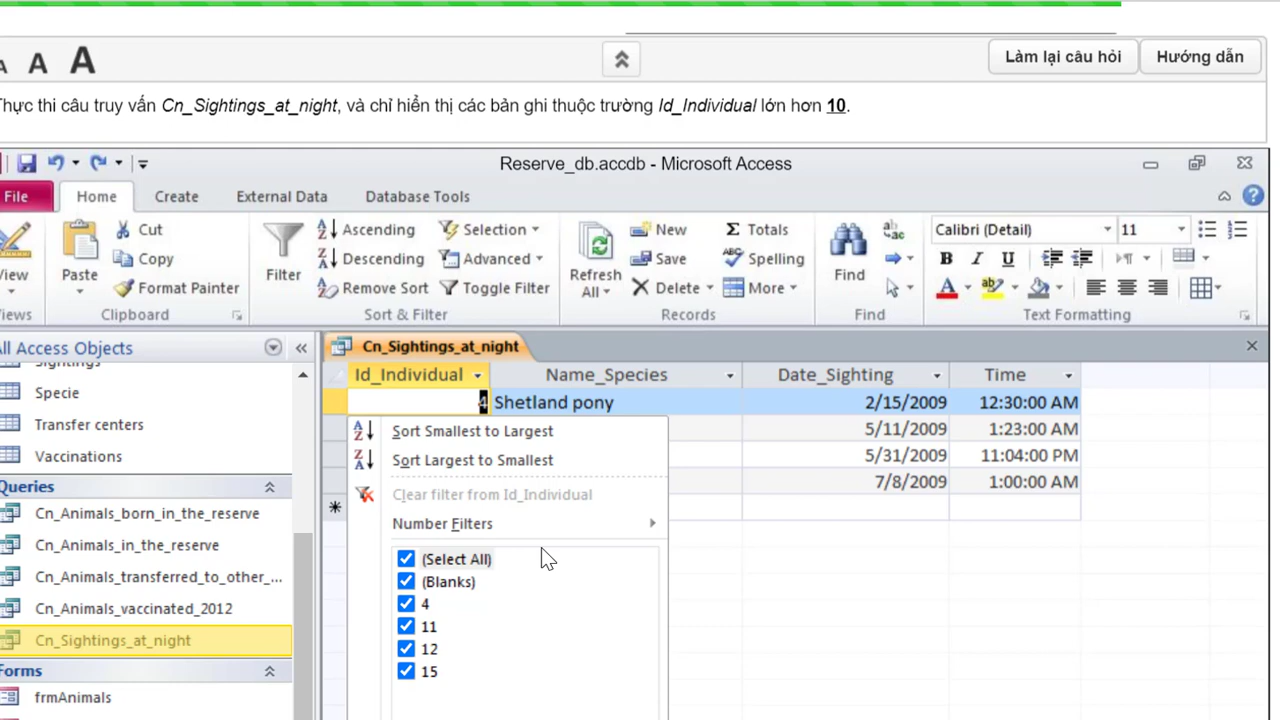 A A A
Làm lại câu hỏi Hướng dẫn
Thực thi câu truy vấn Cn_Sightings_at_night, và chỉ hiển thị các bản ghi thuộc trường Id_Individual lớn hơn 10.
Reserve_db.accdb - Microsoft Access
File Home Create External Data Database Tools
View
Paste
Cut
Copy
Format Painter
Filter
Ascending
Descending
Remove Sort
Selection
Advanced
Toggle Filter
Refresh
All
New
Save
Delete
Totals
Spelling
More
Find
Calibri (Detail) 11
B I U
Views Clipboard Sort & Filter Records Find Text Formatting
All Access Objects
Sightings
Specie
Transfer centers
Vaccinations
Queries
Cn_Animals_born_in_the_reserve
Cn_Animals_in_the_reserve
Cn_Animals_transferred_to_other_...
Cn_Animals_vaccinated_2012
Cn_Sightings_at_night
Forms
frmAnimals
Cn_Sightings_at_night
Id_Individual Name_Species Date_Sighting Time
4 Shetland pony 2/15/2009 12:30:00 AM
5/11/2009 1:23:00 AM
5/31/2009 11:04:00 PM
7/8/2009 1:00:00 AM
Sort Smallest to Largest
Sort Largest to Smallest
Clear filter from Id_Individual
Number Filters
(Select All)
(Blanks)
4
11
12
15